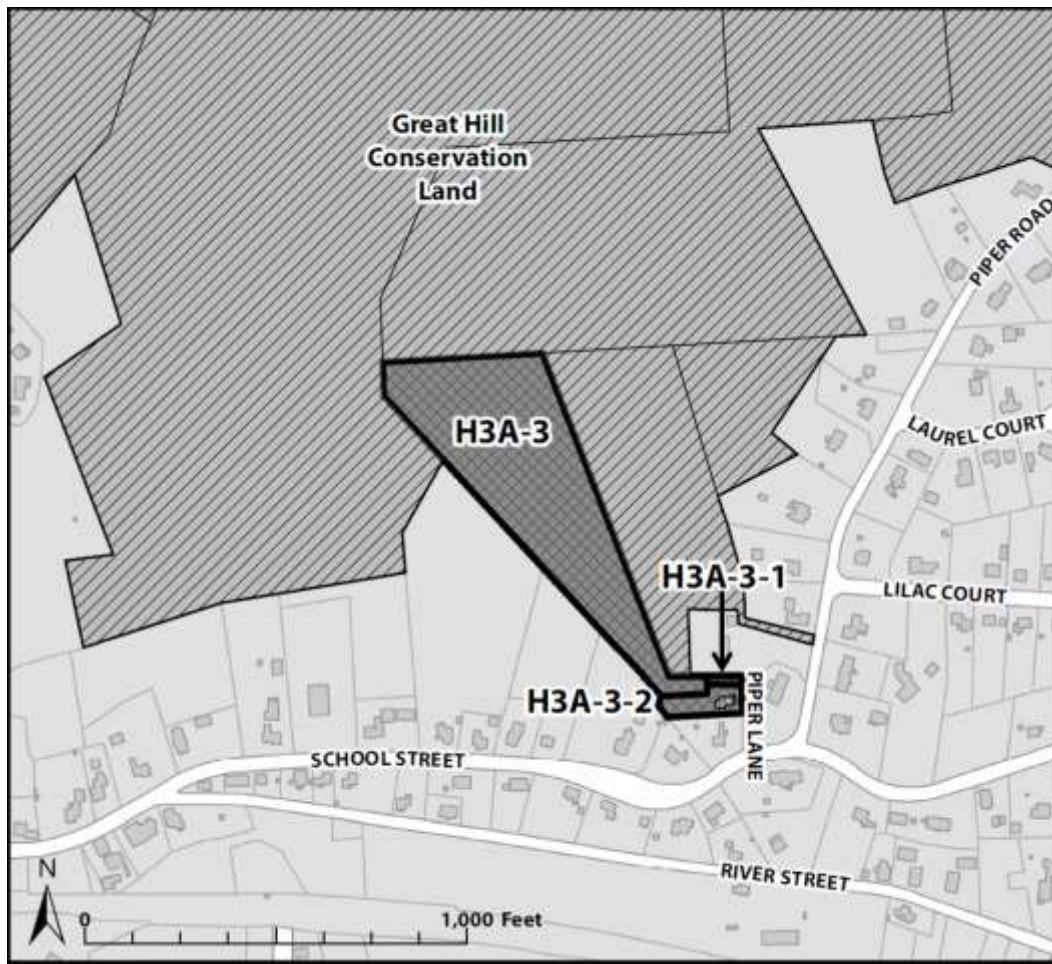 Great Hill
Conservation
Land
PIPER ROAD
H3A-3
LAUREL COURT
H3A-3-1
LILAC COURT
H3A-3-2
PIPER LANE
SCHOOL STREET
RIVER STREET
N
0
1,000 Feet